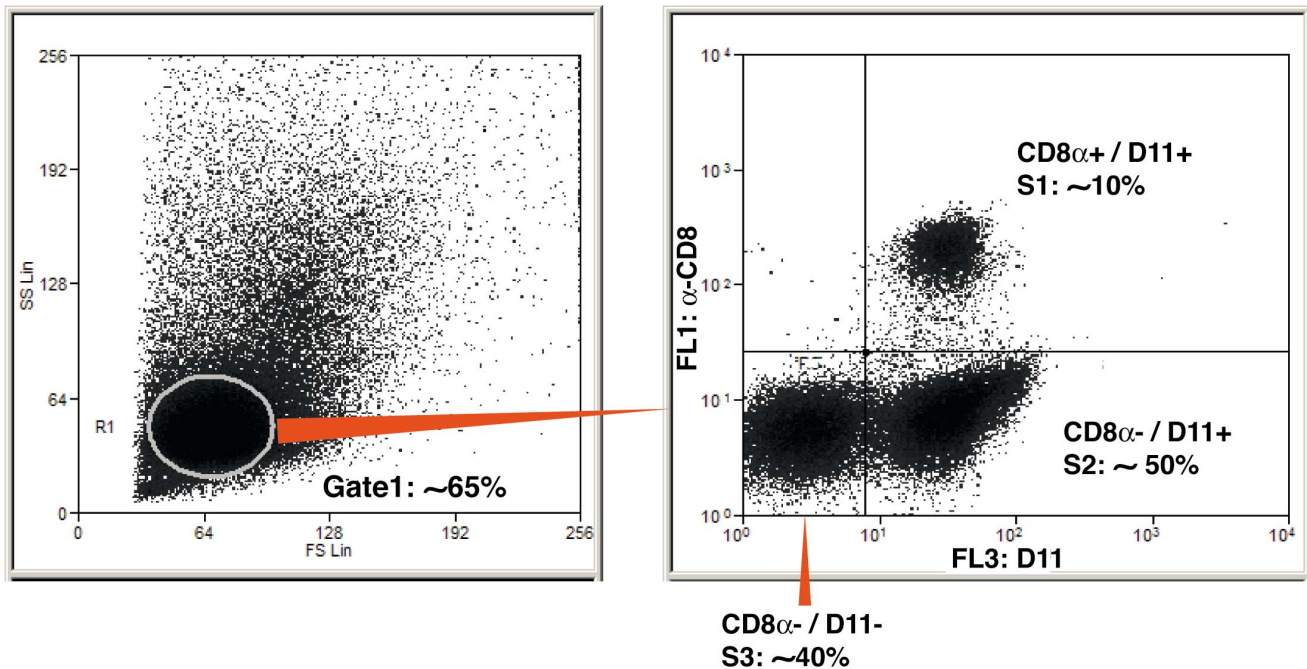 256
192
128
64
0
SS Lin
R1
Gate1: ~65%
0 64 128 192 256
FS Lin
10⁴
10³
10²
10¹
10⁰
FL1: α-CD8
CD8α+ / D11+
S1: ~10%
CD8α- / D11+
S2: ~ 50%
10⁰ 10¹ 10² 10³ 10⁴
FL3: D11
CD8α- / D11-
S3: ~40%